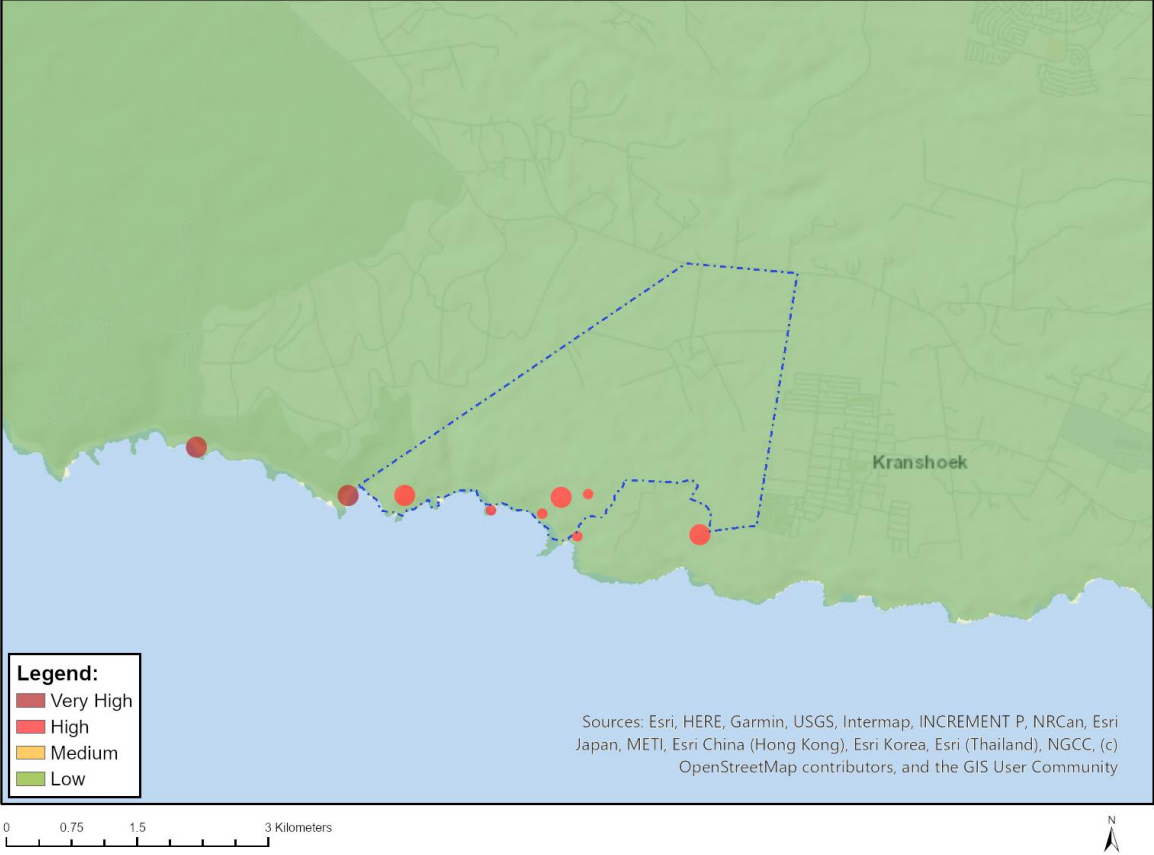 Kranshoek
Legend:
Very High
High
Medium
Low
Sources: Esri, HERE, Garmin, USGS, Intermap, INCREMENT P, NRCan, Esri
Japan, METI, Esri China (Hong Kong), Esri Korea, Esri (Thailand), NGCC, (c)
OpenStreetMap contributors, and the GIS User Community
0 0.75 1.5 3 Kilometers
N